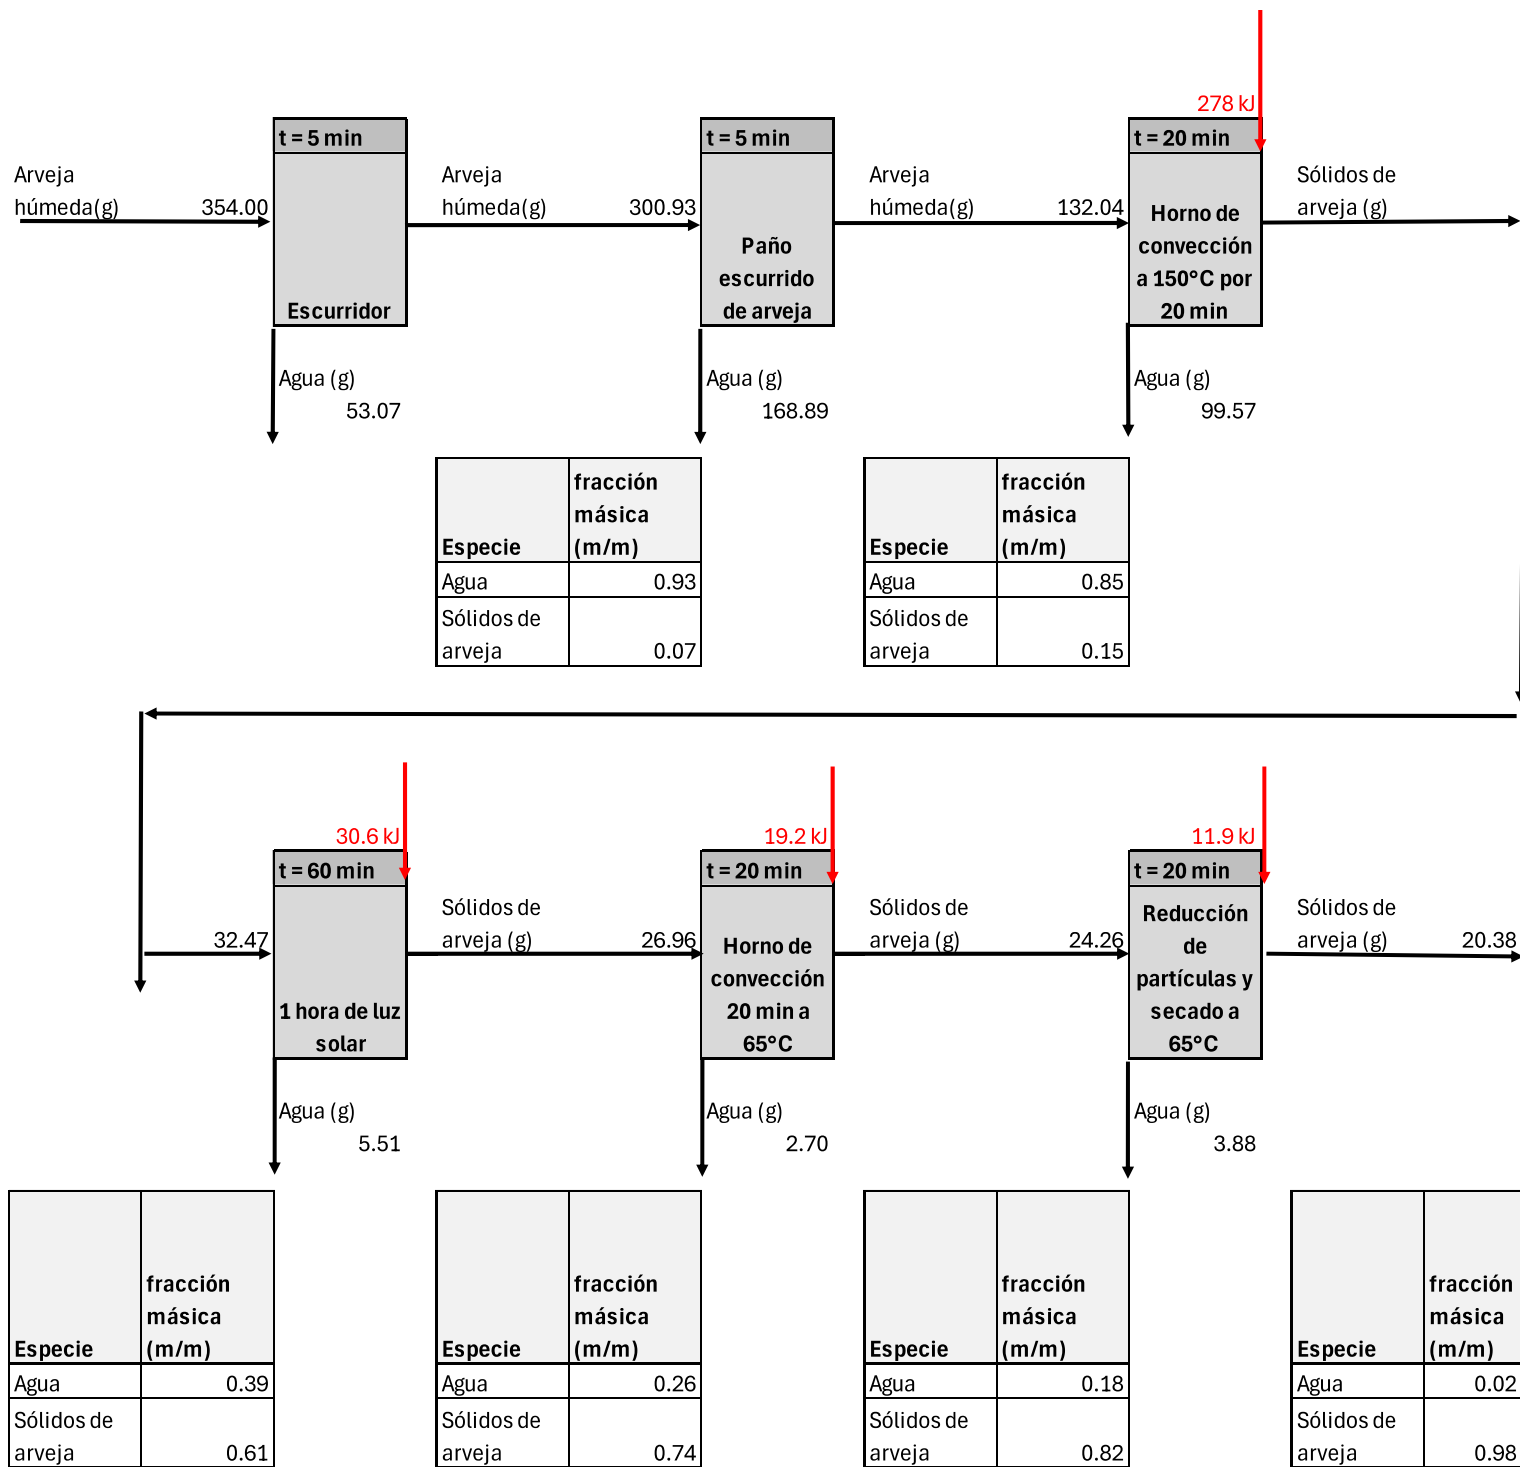 278 kJ
t = 5 min
t = 5 min
t = 20 min
Arveja
húmeda(g)
354.00
Escurridor
Arveja
húmeda(g)
300.93
Paño
escurrido
de arveja
Arveja
húmeda(g)
132.04
Horno de
convección
a 150°C por
20 min
Sólidos de
arveja (g)
Agua (g)
53.07
Agua (g)
168.89
Agua (g)
99.57
Especie
fracción
másica
(m/m)
Agua 0.93
Sólidos de
arveja 0.07
Especie
fracción
másica
(m/m)
Agua 0.85
Sólidos de
arveja 0.15
30.6 kJ
19.2 kJ
11.9 kJ
t = 60 min
t = 20 min
t = 20 min
32.47
1 hora de luz
solar
Sólidos de
arveja (g)
26.96
Horno de
convección
20 min a
65°C
Sólidos de
arveja (g)
24.26
Reducción
de
partículas y
secado a
65°C
Sólidos de
arveja (g)
20.38
Agua (g)
5.51
Agua (g)
2.70
Agua (g)
3.88
Especie
fracción
másica
(m/m)
Agua 0.39
Sólidos de
arveja 0.61
Especie
fracción
másica
(m/m)
Agua 0.26
Sólidos de
arveja 0.74
Especie
fracción
másica
(m/m)
Agua 0.18
Sólidos de
arveja 0.82
Especie
fracción
másica
(m/m)
Agua 0.02
Sólidos de
arveja 0.98